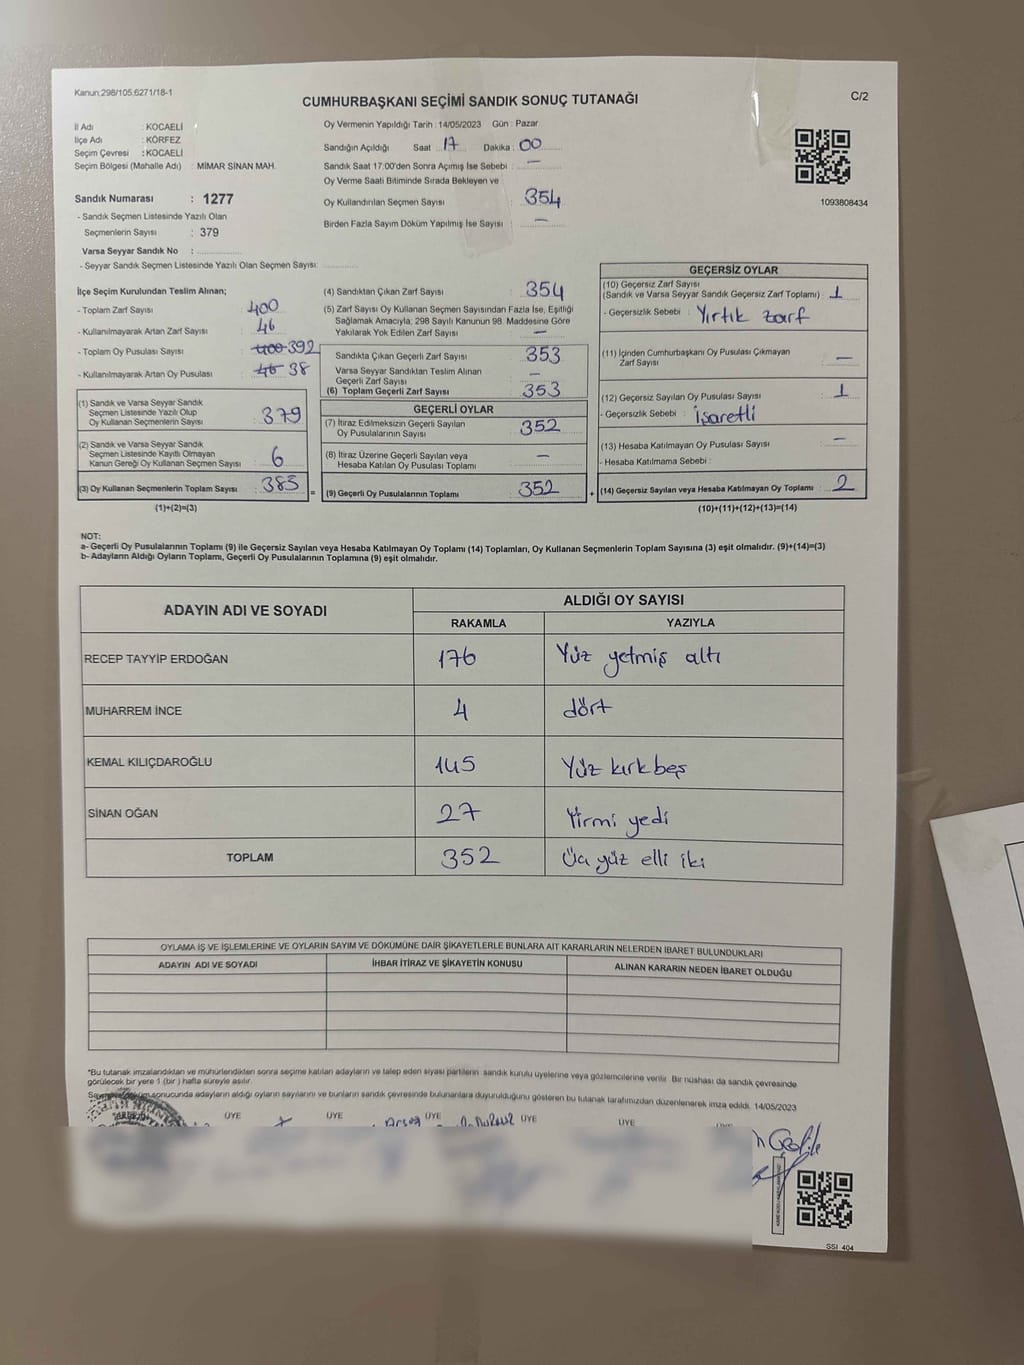 Kanun;298/105,6271/18-1
CUMHURBAŞKANI SEÇİMİ SANDIK SONUÇ TUTANAĞI
C/2
İl Adı : KOCAELİ
İlçe Adı : KÖRFEZ
Seçim Çevresi : KOCAELİ
Seçim Bölgesi (Mahalle Adı) : MİMAR SİNAN MAH.
Oy Vermenin Yapıldığı Tarih : 14/05/2023 Gün : Pazar
Sandığın Açıldığı Saat : 17 Dakika : 00
Sandık Saat 17:00'den Sonra Açımış İse Sebebi : —
Oy Verme Saati Bitiminde Sırada Bekleyen ve
Oy Kullandırılan Seçmen Sayısı : 354
Birden Fazla Sayım Döküm Yapılmış İse Sayısı : —
1093808434
Sandık Numarası : 1277
- Sandık Seçmen Listesinde Yazılı Olan
Seçmenlerin Sayısı : 379
Varsa Seyyar Sandık No :
- Seyyar Sandık Seçmen Listesinde Yazılı Olan Seçmen Sayısı:
İlçe Seçim Kurulundan Teslim Alınan;
- Toplam Zarf Sayısı : 400
- Kullanılmayarak Artan Zarf Sayısı : 46
- Toplam Oy Pusulası Sayısı : 400 392
- Kullanılmayarak Artan Oy Pusulası : 46 38
(1) Sandık ve Varsa Seyyar Sandık
Seçmen Listesinde Yazılı Olup
Oy Kullanan Seçmenlerin Sayısı : 379
(2) Sandık ve Varsa Seyyar Sandık
Seçmen Listesinde Kayıtlı Olmayan
Kanun Gereği Oy Kullanan Seçmen Sayısı : 6
(3) Oy Kullanan Seçmenlerin Toplam Sayısı : 385
(1)+(2)=(3)
(4) Sandıktan Çıkan Zarf Sayısı : 354
(5) Zarf Sayısı Oy Kullanan Seçmen Sayısından Fazla İse, Eşitliği
Sağlamak Amacıyla; 298 Sayılı Kanunun 98. Maddesine Göre
Yakılarak Yok Edilen Zarf Sayısı : —
Sandıkta Çıkan Geçerli Zarf Sayısı : 353
Varsa Seyyar Sandıktan Teslim Alınan
Geçerli Zarf Sayısı : —
(6) Toplam Geçerli Zarf Sayısı : 353
GEÇERLİ OYLAR
(7) İtiraz Edilmeksizin Geçerli Sayılan
Oy Pusulalarının Sayısı : 352
(8) İtiraz Üzerine Geçerli Sayılan veya
Hesaba Katılan Oy Pusulası Toplamı : —
= (9) Geçerli Oy Pusulalarının Toplamı : 352
GEÇERSİZ OYLAR
(10) Geçersiz Zarf Sayısı
(Sandık ve Varsa Seyyar Sandık Geçersiz Zarf Toplamı) : 1
- Geçersizlik Sebebi : Yırtık zarf
(11) İçinden Cumhurbaşkanı Oy Pusulası Çıkmayan
Zarf Sayısı : —
(12) Geçersiz Sayılan Oy Pusulası Sayısı : 1
- Geçersizlik Sebebi : İşaretli
(13) Hesaba Katılmayan Oy Pusulası Sayısı : —
- Hesaba Katılmama Sebebi :
+ (14) Geçersiz Sayılan veya Hesaba Katılmayan Oy Toplamı : 2
(10)+(11)+(12)+(13)=(14)
NOT:
a- Geçerli Oy Pusulalarının Toplamı (9) ile Geçersiz Sayılan veya Hesaba Katılmayan Oy Toplamı (14) Toplamları, Oy Kullanan Seçmenlerin Toplam Sayısına (3) eşit olmalıdır. (9)+(14)=(3)
b- Adayların Aldığı Oyların Toplamı, Geçerli Oy Pusulalarının Toplamına (9) eşit olmalıdır.
ADAYIN ADI VE SOYADI
ALDIĞI OY SAYISI
RAKAMLA YAZIYLA
RECEP TAYYİP ERDOĞAN 176 Yüz yetmiş altı
MUHARREM İNCE 4 dört
KEMAL KILIÇDAROĞLU 145 Yüz kırk beş
SİNAN OĞAN 27 Yirmi yedi
TOPLAM 352 Üç yüz elli iki
OYLAMA İŞ VE İŞLEMLERİNE VE OYLARIN SAYIM VE DÖKÜMÜNE DAİR ŞİKAYETLERLE BUNLARA AİT KARARLARIN NELERDEN İBARET BULUNDUKLARI
ADAYIN ADI VE SOYADI İHBAR İTİRAZ VE ŞİKAYETİN KONUSU ALINAN KARARIN NEDEN İBARET OLDUĞU
*Bu tutanak imzalandıktan ve mühürlendikten sonra seçime katılan adayların ve talep eden siyasi partilerin sandık kurulu üyelerine veya gözlemcilerine verilir. Bir nüshası da sandık çevresinde
görülecek bir yere 1 (bir ) hafta süreyle asılır.
sonucunda adayların aldığı oyların sayılarını ve bunların sandık çevresinde bulunanlara duyurulduğunu gösteren bu tutanak tarafımızdan düzenlenerek imza edildi. 14/05/2023
ÜYE ÜYE ÜYE ÜYE ÜYE
SSI 404